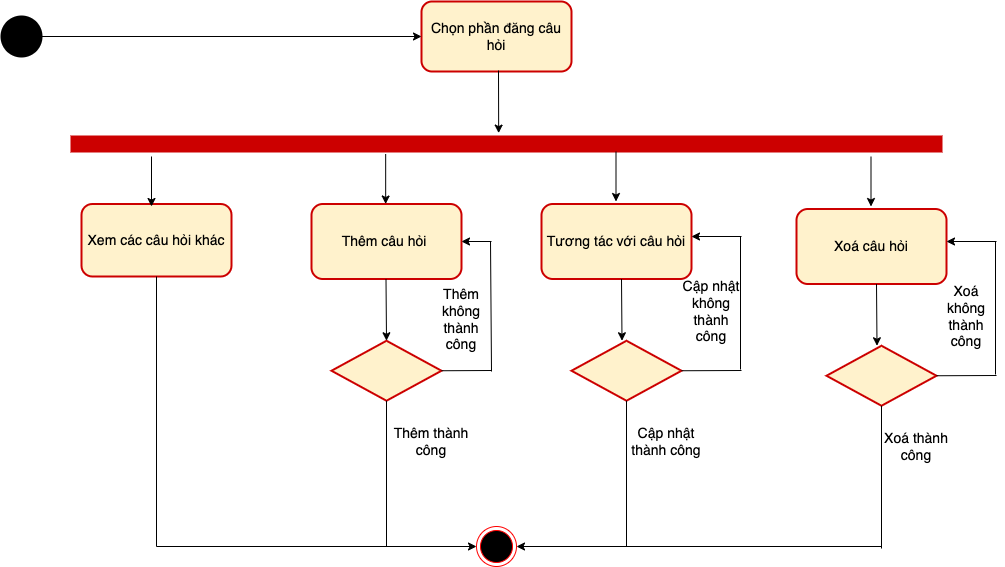 Chọn phần đăng câu
hỏi
Xem các câu hỏi khác
Thêm câu hỏi
Tương tác với câu hỏi
Xoá câu hỏi
Thêm
không
thành
công
Cập nhật
không
thành
công
Xoá
không
thành
công
Thêm thành
công
Cập nhật
thành công
Xoá thành
công